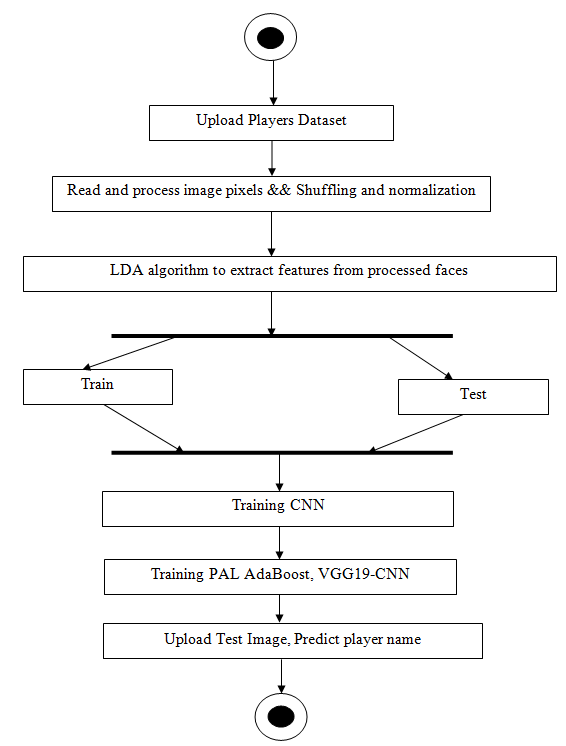 Upload Players Dataset
Read and process image pixels && Shuffling and normalization
LDA algorithm to extract features from processed faces
Train
Test
Training CNN
Training PAL AdaBoost, VGG19-CNN
Upload Test Image, Predict player name